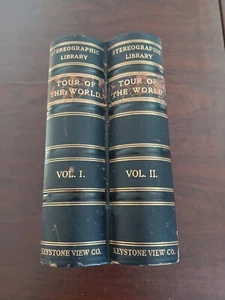 STEREOGRAPHIC
LIBRARY
TOUR OF
THE WORLD
VOL. I.
KEYSTONE VIEW CO.
STEREOGRAPHIC
LIBRARY
TOUR OF
THE WORLD
VOL. II.
KEYSTONE VIEW CO.